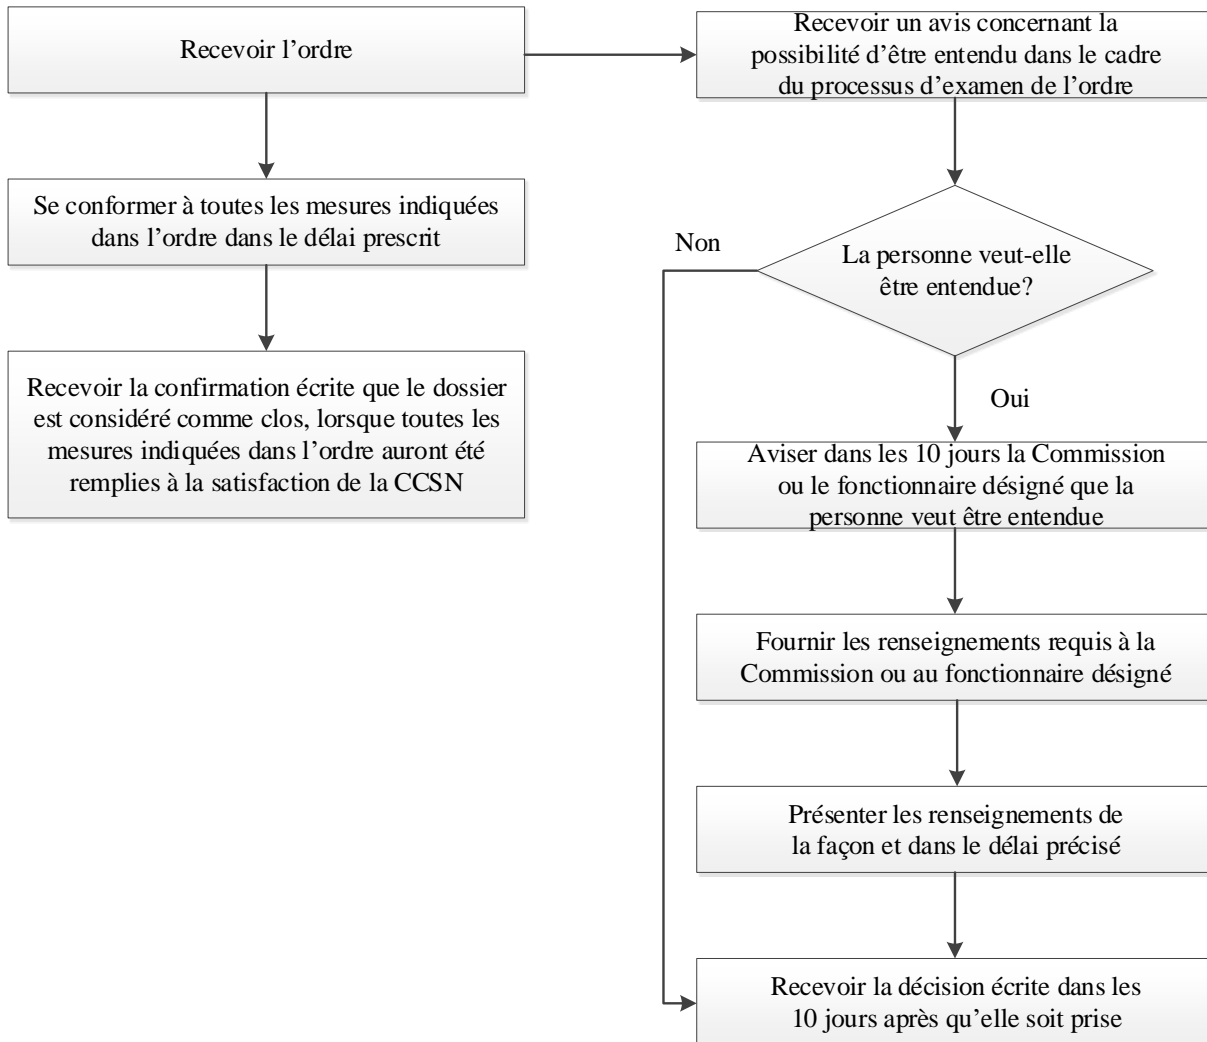 Recevoir l’ordre
Se conformer à toutes les mesures indiquées
dans l’ordre dans le délai prescrit
Recevoir la confirmation écrite que le dossier
est considéré comme clos, lorsque toutes les
mesures indiquées dans l’ordre auront été
remplies à la satisfaction de la CCSN
Recevoir un avis concernant la
possibilité d’être entendu dans le cadre
du processus d’examen de l’ordre
La personne veut-elle
être entendue?
Non
Oui
Aviser dans les 10 jours la Commission
ou le fonctionnaire désigné que la
personne veut être entendue
Fournir les renseignements requis à la
Commission ou au fonctionnaire désigné
Présenter les renseignements de
la façon et dans le délai précisé
Recevoir la décision écrite dans les
10 jours après qu’elle soit prise